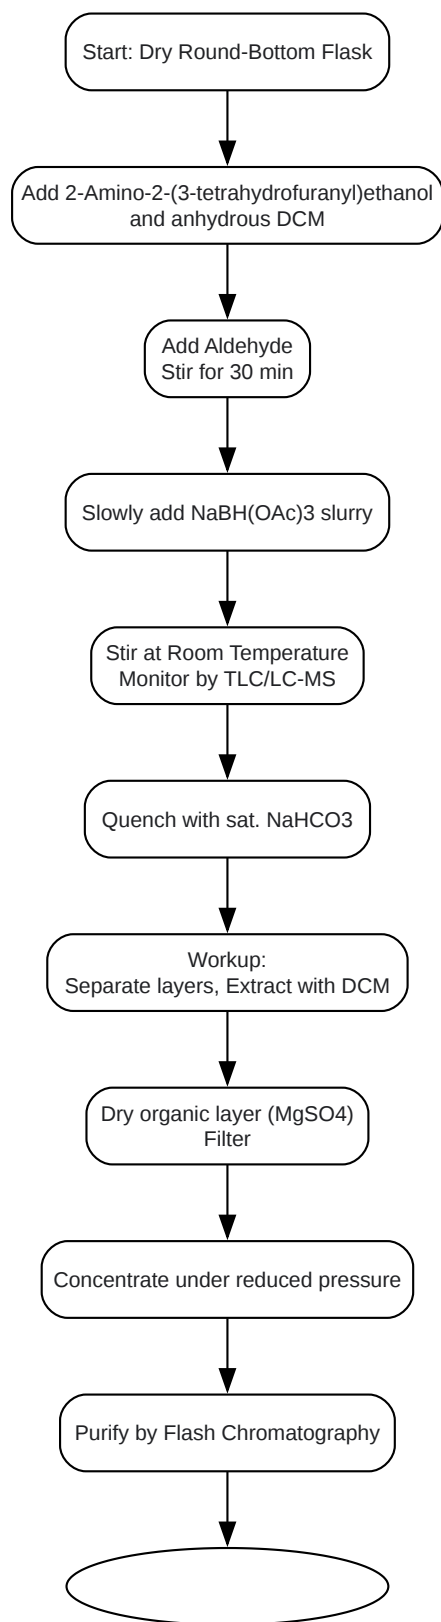 Start: Dry Round-Bottom Flask
Add 2-Amino-2-(3-tetrahydrofuranyl)ethanol
and anhydrous DCM
Add Aldehyde
Stir for 30 min
Slowly add NaBH(OAc)3 slurry
Stir at Room Temperature
Monitor by TLC/LC-MS
Quench with sat. NaHCO3
Workup:
Separate layers, Extract with DCM
Dry organic layer (MgSO4)
Filter
Concentrate under reduced pressure
Purify by Flash Chromatography